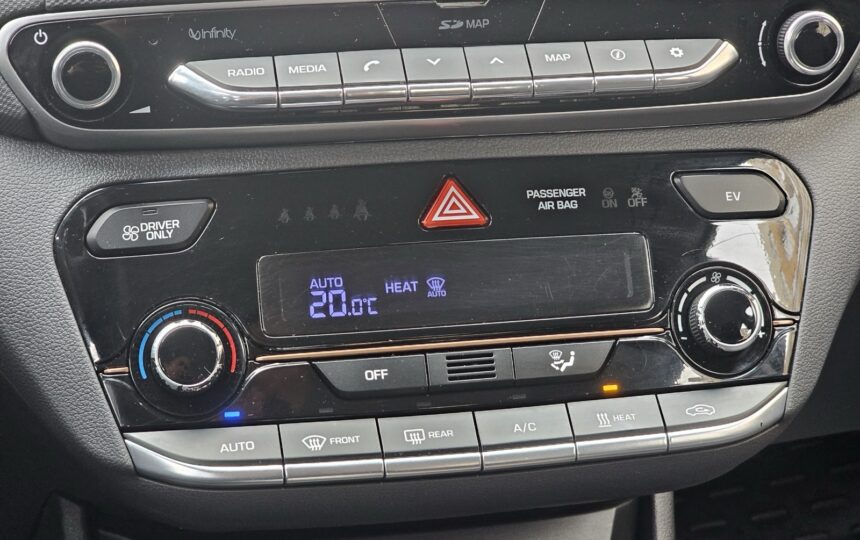 Infinity
SD MAP
RADIO
MEDIA
MAP
DRIVER
ONLY
PASSENGER
AIR BAG
ON
OFF
EV
AUTO
20.0°C
HEAT
AUTO
OFF
AUTO
FRONT
REAR
A/C
HEAT